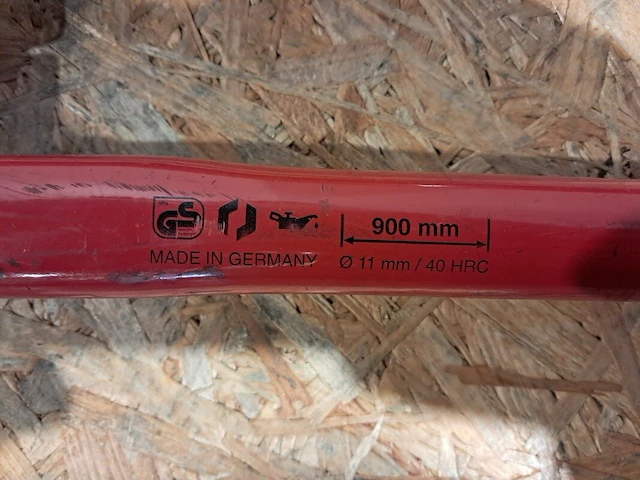 GS
900 mm
MADE IN GERMANY
Ø 11 mm / 40 HRC